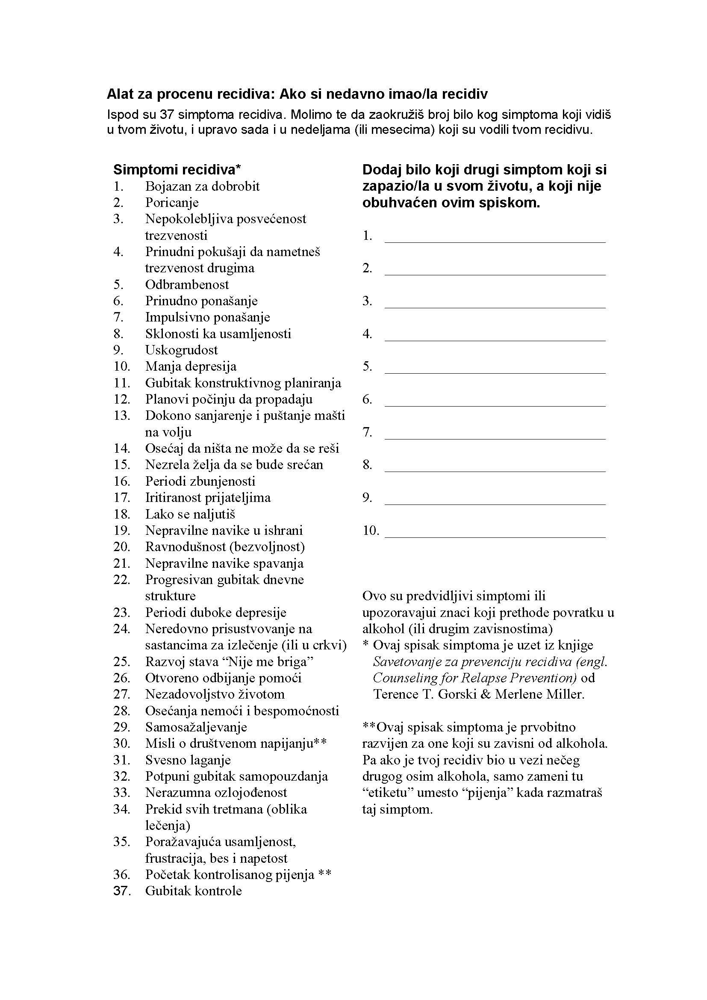 Alat za procenu recidiva: Ako si nedavno imao/la recidiv
Ispod su 37 simptoma recidiva. Molimo te da zaokružiš broj bilo kog simptoma koji vidiš
u tvom životu, i upravo sada i u nedeljama (ili mesecima) koji su vodili tvom recidivu.
Simptomi recidiva*
1. Bojazan za dobrobit
2. Poricanje
3. Nepokolebljiva posvećenost
trezvenosti
4. Prinudni pokušaji da nametneš
trezvenost drugima
5. Odbrambenost
6. Prinudno ponašanje
7. Impulsivno ponašanje
8. Sklonosti ka usamljenosti
9. Uskogrudost
10. Manja depresija
11. Gubitak konstruktivnog planiranja
12. Planovi počinju da propadaju
13. Dokono sanjarenje i puštanje mašti
na volju
14. Osećaj da ništa ne može da se reši
15. Nezrela želja da se bude srećan
16. Periodi zbunjenosti
17. Iritiranost prijateljima
18. Lako se naljutiš
19. Nepravilne navike u ishrani
20. Ravnodušnost (bezvoljnost)
21. Nepravilne navike spavanja
22. Progresivan gubitak dnevne
strukture
23. Periodi duboke depresije
24. Neredovno prisustvovanje na
sastancima za izlečenje (ili u crkvi)
25. Razvoj stava “Nije me briga”
26. Otvoreno odbijanje pomoći
27. Nezadovoljstvo životom
28. Osećanja nemoći i bespomoćnosti
29. Samosažaljevanje
30. Misli o društvenom napijanju**
31. Svesno laganje
32. Potpuni gubitak samopouzdanja
33. Nerazumna ozlojođenost
34. Prekid svih tretmana (oblika
lečenja)
35. Poražavajuća usamljenost,
frustracija, bes i napetost
36. Početak kontrolisanog pijenja **
37. Gubitak kontrole
Dodaj bilo koji drugi simptom koji si
zapazio/la u svom životu, a koji nije
obuhvaćen ovim spiskom.
1.
2.
3.
4.
5.
6.
7.
8.
9.
10.
Ovo su predvidljivi simptomi ili
upozoravajui znaci koji prethode povratku u
alkohol (ili drugim zavisnostima)
* Ovaj spisak simptoma je uzet iz knjige
Savetovanje za prevenciju recidiva (engl.
Counseling for Relapse Prevention) od
Terence T. Gorski & Merlene Miller.
**Ovaj spisak simptoma je prvobitno
razvijen za one koji su zavisni od alkohola.
Pa ako je tvoj recidiv bio u vezi nečeg
drugog osim alkohola, samo zameni tu
“etiketu” umesto “pijenja” kada razmatraš
taj simptom.